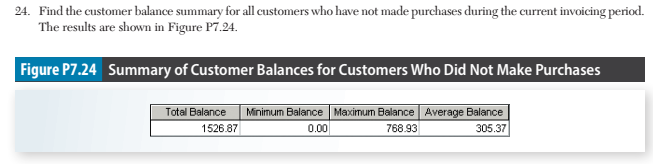 24. Find the customer balance summary for all customers who have not made purchases during the current invoicing period.
The results are shown in Figure P7.24.
Figure P7.24 Summary of Customer Balances for Customers Who Did Not Make Purchases
Total Balance Minimum Balance Maximum Balance Average Balance
1526.87 0.00 768.93 305.37